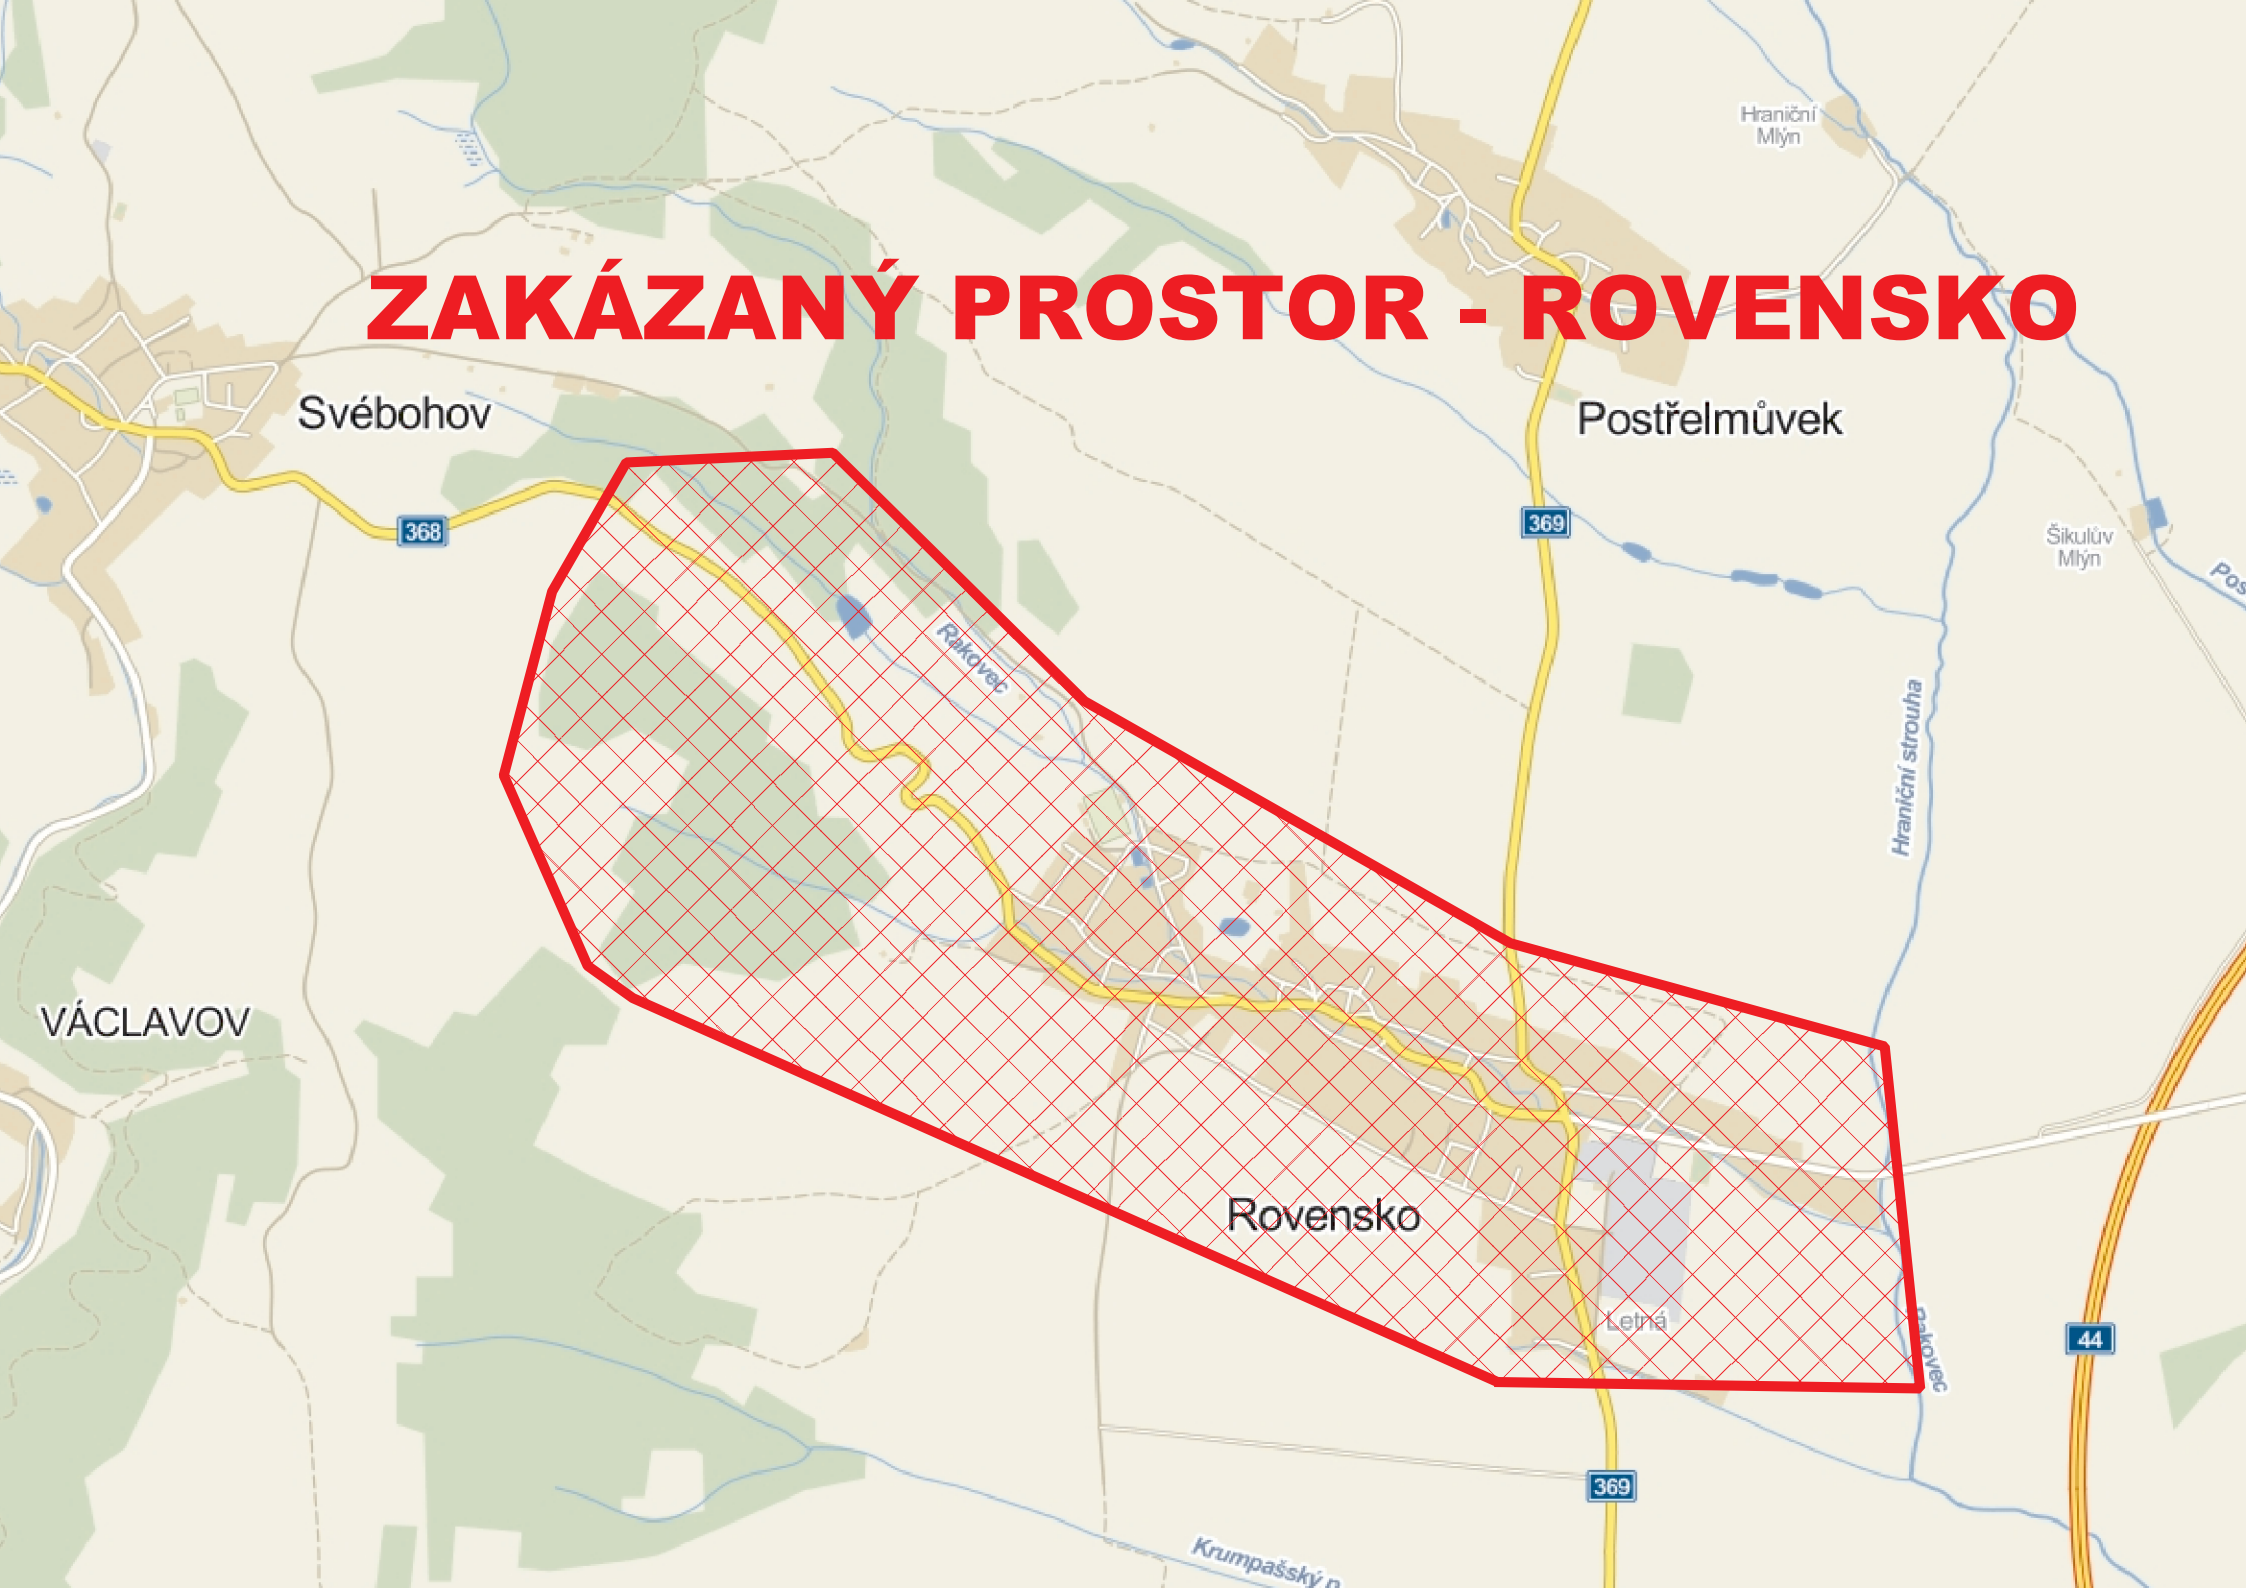 Hraniční
Mlýn
ZAKÁZANÝ PROSTOR - ROVENSKO
Svébohov
Postřelmůvek
368
369
Šikulův
Mlýn
Pos
Rakovec
Hraniční strouha
VÁCLAVOV
Rovensko
Letná
Rakovec
44
369
Krumpašský p.